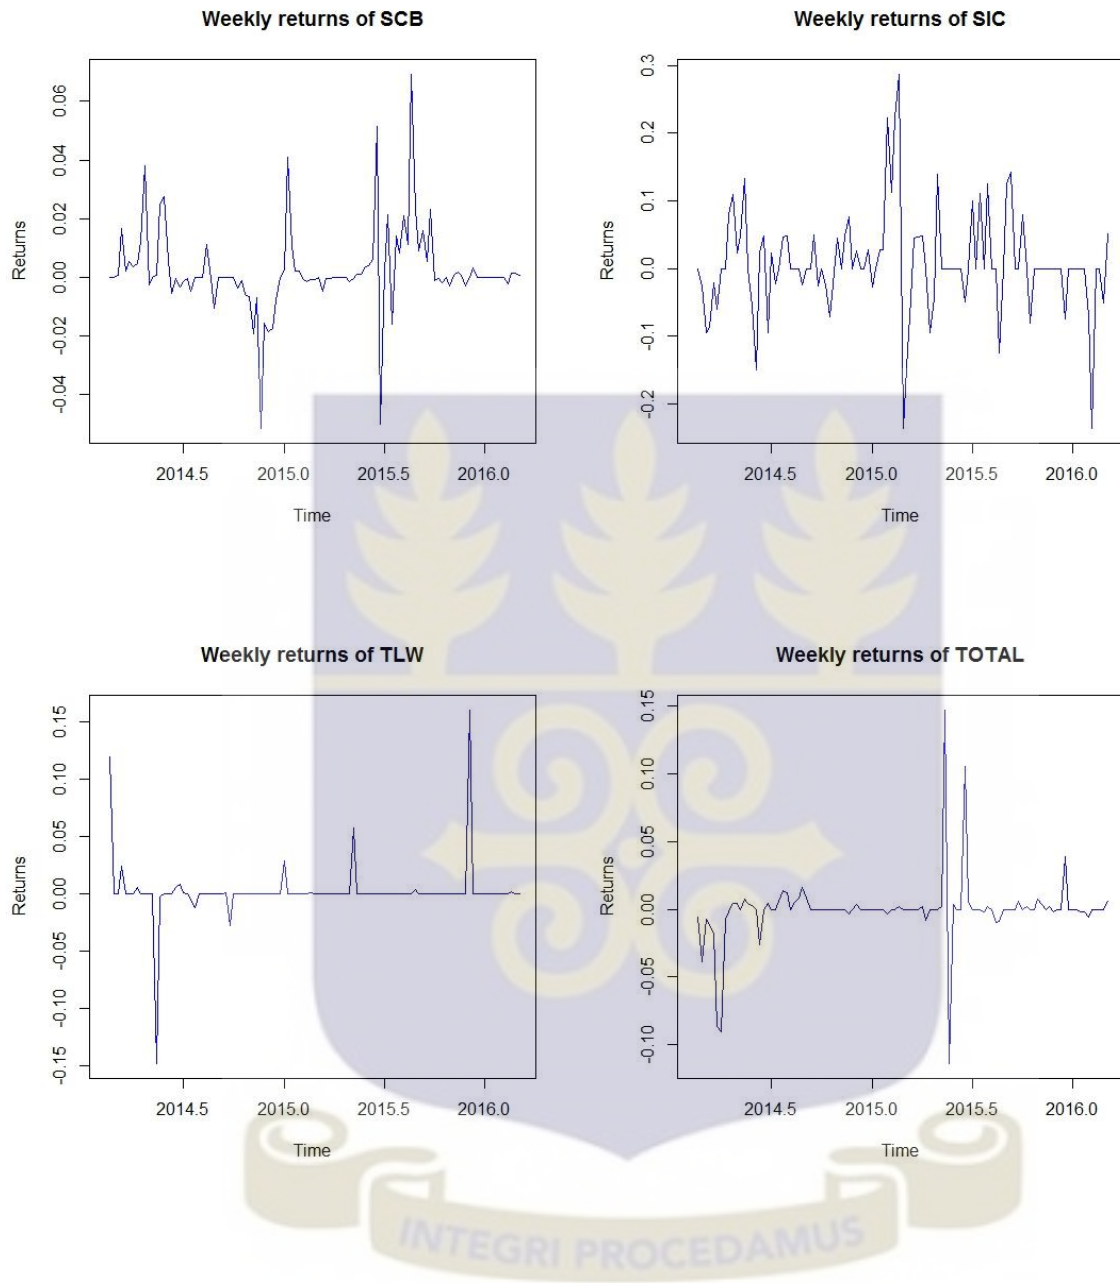 Weekly returns of SCB
Returns
0.06
0.04
0.02
0.00
-0.02
-0.04
2014.5 2015.0 2015.5 2016.0
Time
Weekly returns of SIC
Returns
0.3
0.2
0.1
0.0
-0.1
-0.2
2014.5 2015.0 2015.5 2016.0
Time
Weekly returns of TLW
Returns
0.15
0.10
0.05
0.00
-0.05
-0.10
-0.15
2014.5 2015.0 2015.5 2016.0
Time
Weekly returns of TOTAL
Returns
0.15
0.10
0.05
0.00
-0.05
-0.10
2014.5 2015.0 2015.5 2016.0
Time
INTEGRI PROCEDAMUS